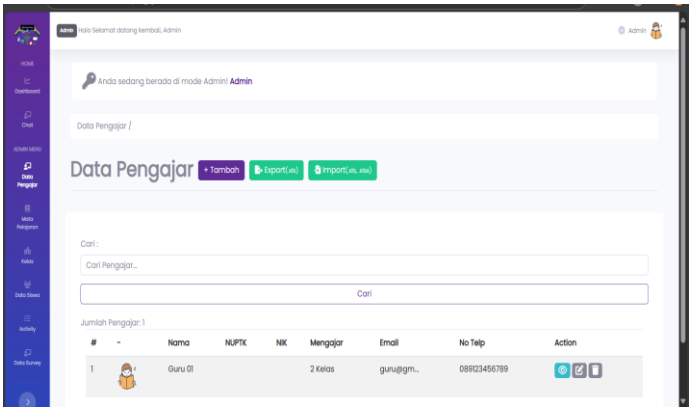 Admin Halo Selamat datang kembali, Admin
Admin
HOME
Dashboard
Chat
ADMIN MENU
Data Pengajar
Mata Pelajaran
Kelas
Data Siswa
Activity
Data Survey
Anda sedang berada di mode Admin! Admin
Data Pengajar /
Data Pengajar + Tambah Export(.xls) Import(.xls, .xlsx)
Cari :
Cari Pengajar...
Cari
Jumlah Pengajar: 1
# - Nama NUPTK NIK Mengajar Email No Telp Action
1 Guru 01 2 Kelas guru@gm... 089123456789